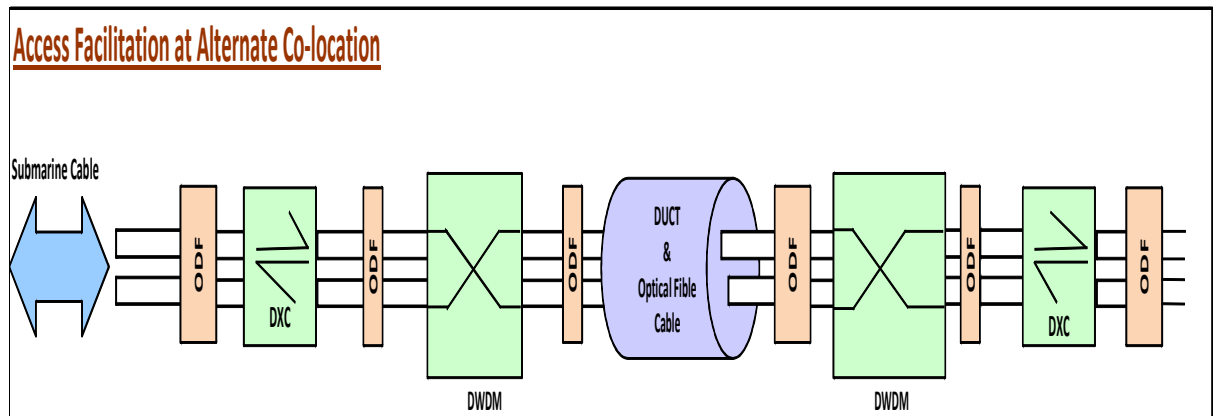 Access Facilitation at Alternate Co-location
Submarine Cable
ODF
DXC
ODF
DWDM
ODF
DUCT
&
Optical Fible
Cable
ODF
DWDM
ODF
DXC
ODF